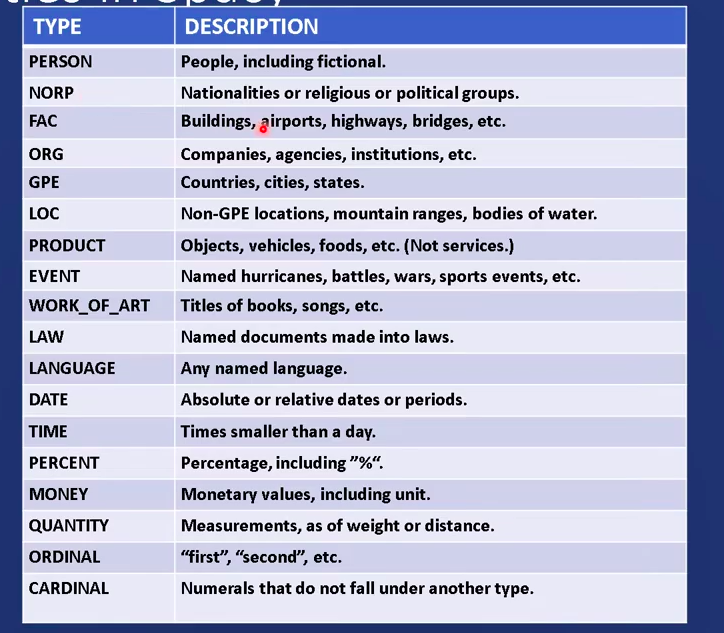 TYPE DESCRIPTION
PERSON People, including fictional.
NORP Nationalities or religious or political groups.
FAC Buildings, airports, highways, bridges, etc.
ORG Companies, agencies, institutions, etc.
GPE Countries, cities, states.
LOC Non-GPE locations, mountain ranges, bodies of water.
PRODUCT Objects, vehicles, foods, etc. (Not services.)
EVENT Named hurricanes, battles, wars, sports events, etc.
WORK_OF_ART Titles of books, songs, etc.
LAW Named documents made into laws.
LANGUAGE Any named language.
DATE Absolute or relative dates or periods.
TIME Times smaller than a day.
PERCENT Percentage, including ”%“.
MONEY Monetary values, including unit.
QUANTITY Measurements, as of weight or distance.
ORDINAL “first”, “second”, etc.
CARDINAL Numerals that do not fall under another type.